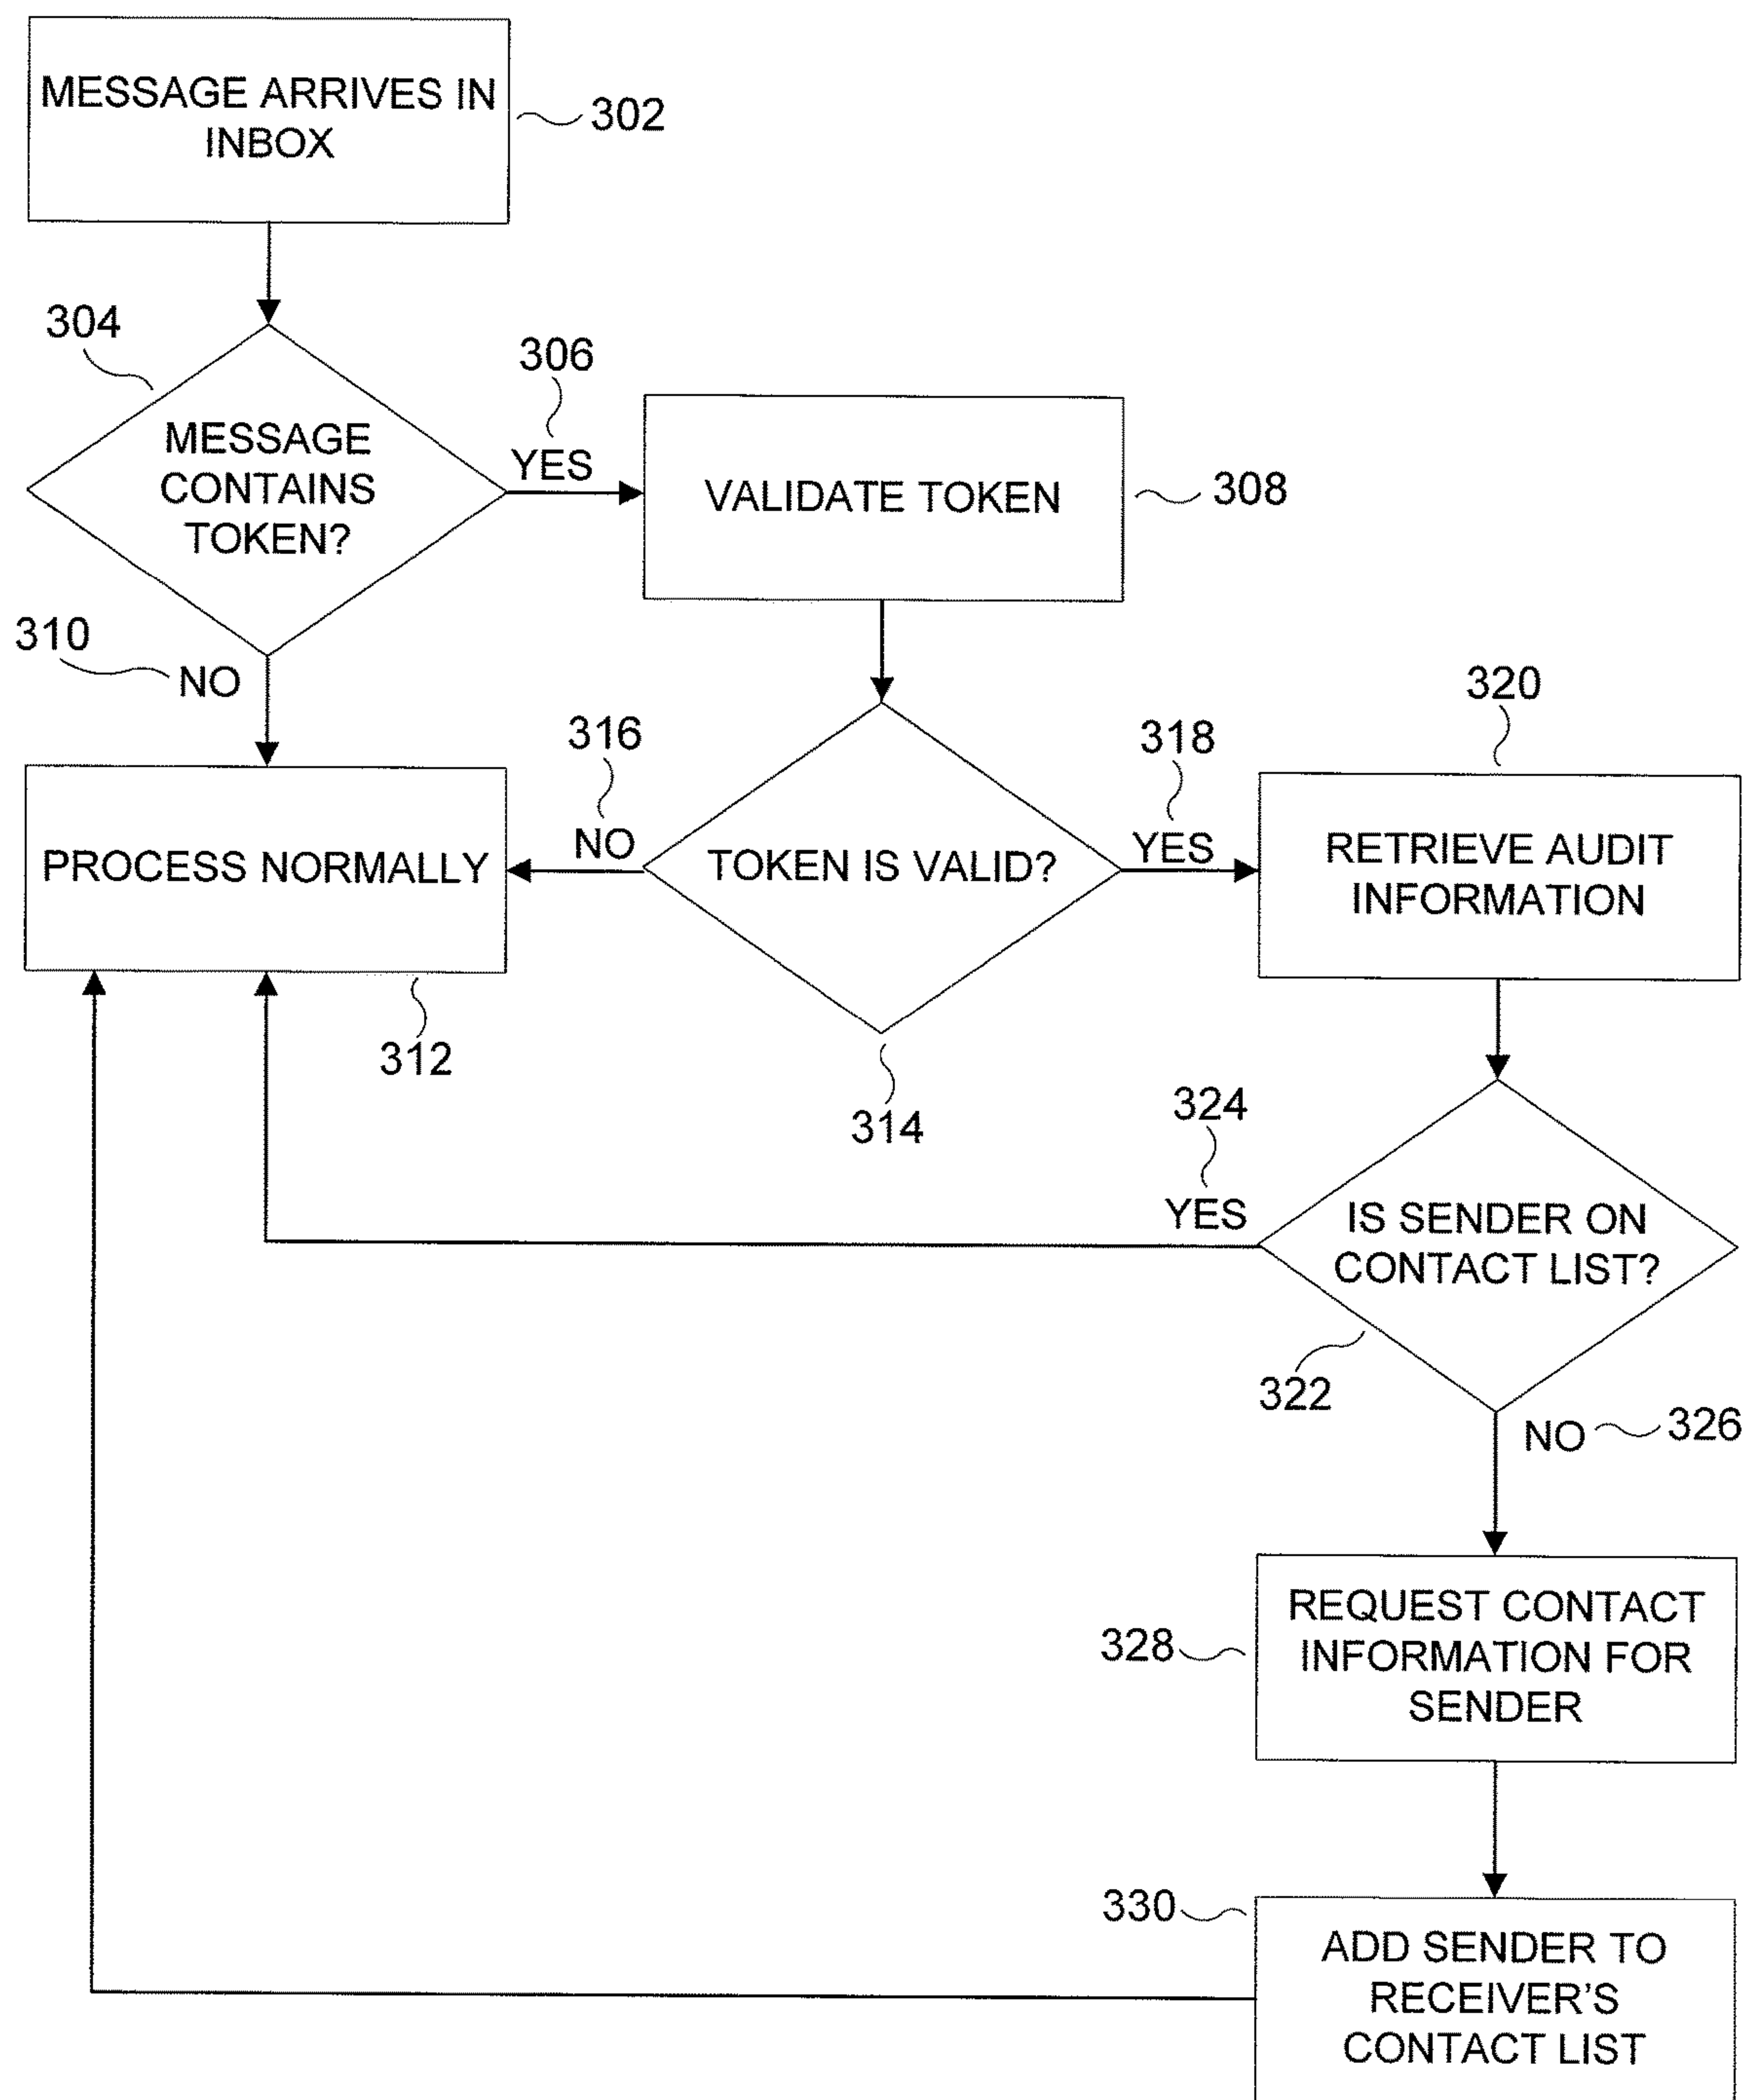 MESSAGE ARRIVES IN
INBOX
302
304
306
MESSAGE
CONTAINS
TOKEN?
YES
VALIDATE TOKEN
308
310
NO
320
316
318
PROCESS NORMALLY
NO
TOKEN IS VALID?
YES
RETRIEVE AUDIT
INFORMATION
312
314
324
YES
IS SENDER ON
CONTACT LIST?
322
NO
326
328
REQUEST CONTACT
INFORMATION FOR
SENDER
330
ADD SENDER TO
RECEIVER'S
CONTACT LIST